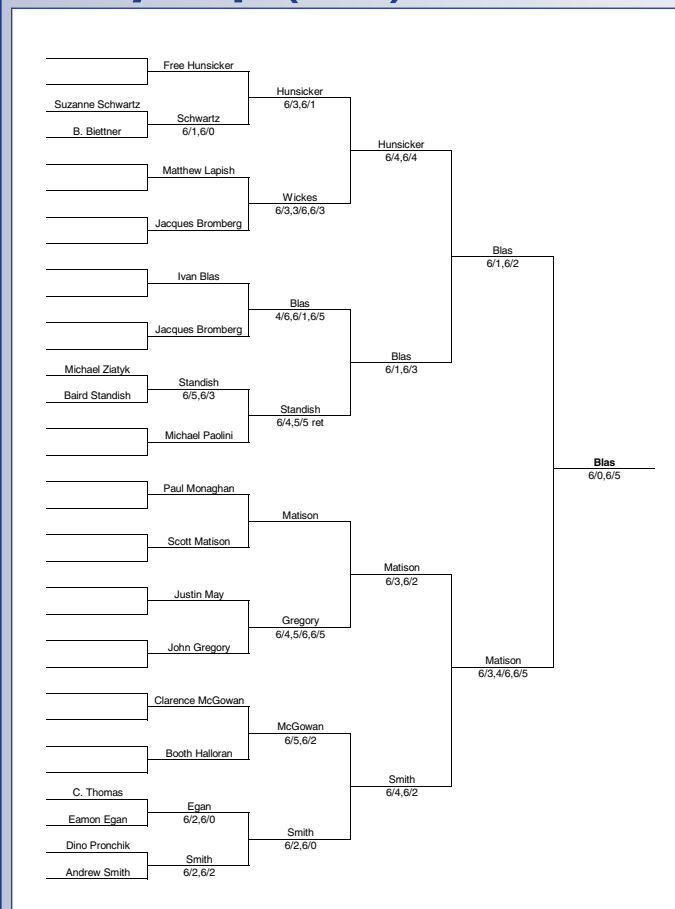 Free Hunsicker
Hunsicker
6/3,6/1
Suzanne Schwartz
Schwartz
6/1,6/0
B. Biettner
Hunsicker
6/4,6/4
Matthew Lapish
Wickes
6/3,3/6,6/3
Jacques Bromberg
Blas
6/1,6/2
Ivan Blas
Blas
4/6,6/1,6/5
Jacques Bromberg
Blas
6/1,6/3
Michael Ziatyk
Standish
6/5,6/3
Baird Standish
Standish
6/4,5/5 ret
Michael Paolini
Blas
6/0,6/5
Paul Monaghan
Matison
Scott Matison
Matison
6/3,6/2
Justin May
Gregory
6/4,5/6,6/5
John Gregory
Matison
6/3,4/6,6/5
Clarence McGowan
McGowan
6/5,6/2
Booth Halloran
Smith
6/4,6/2
C. Thomas
Egan
6/2,6/0
Eamon Egan
Smith
6/2,6/0
Dino Pronchik
Smith
6/2,6/2
Andrew Smith